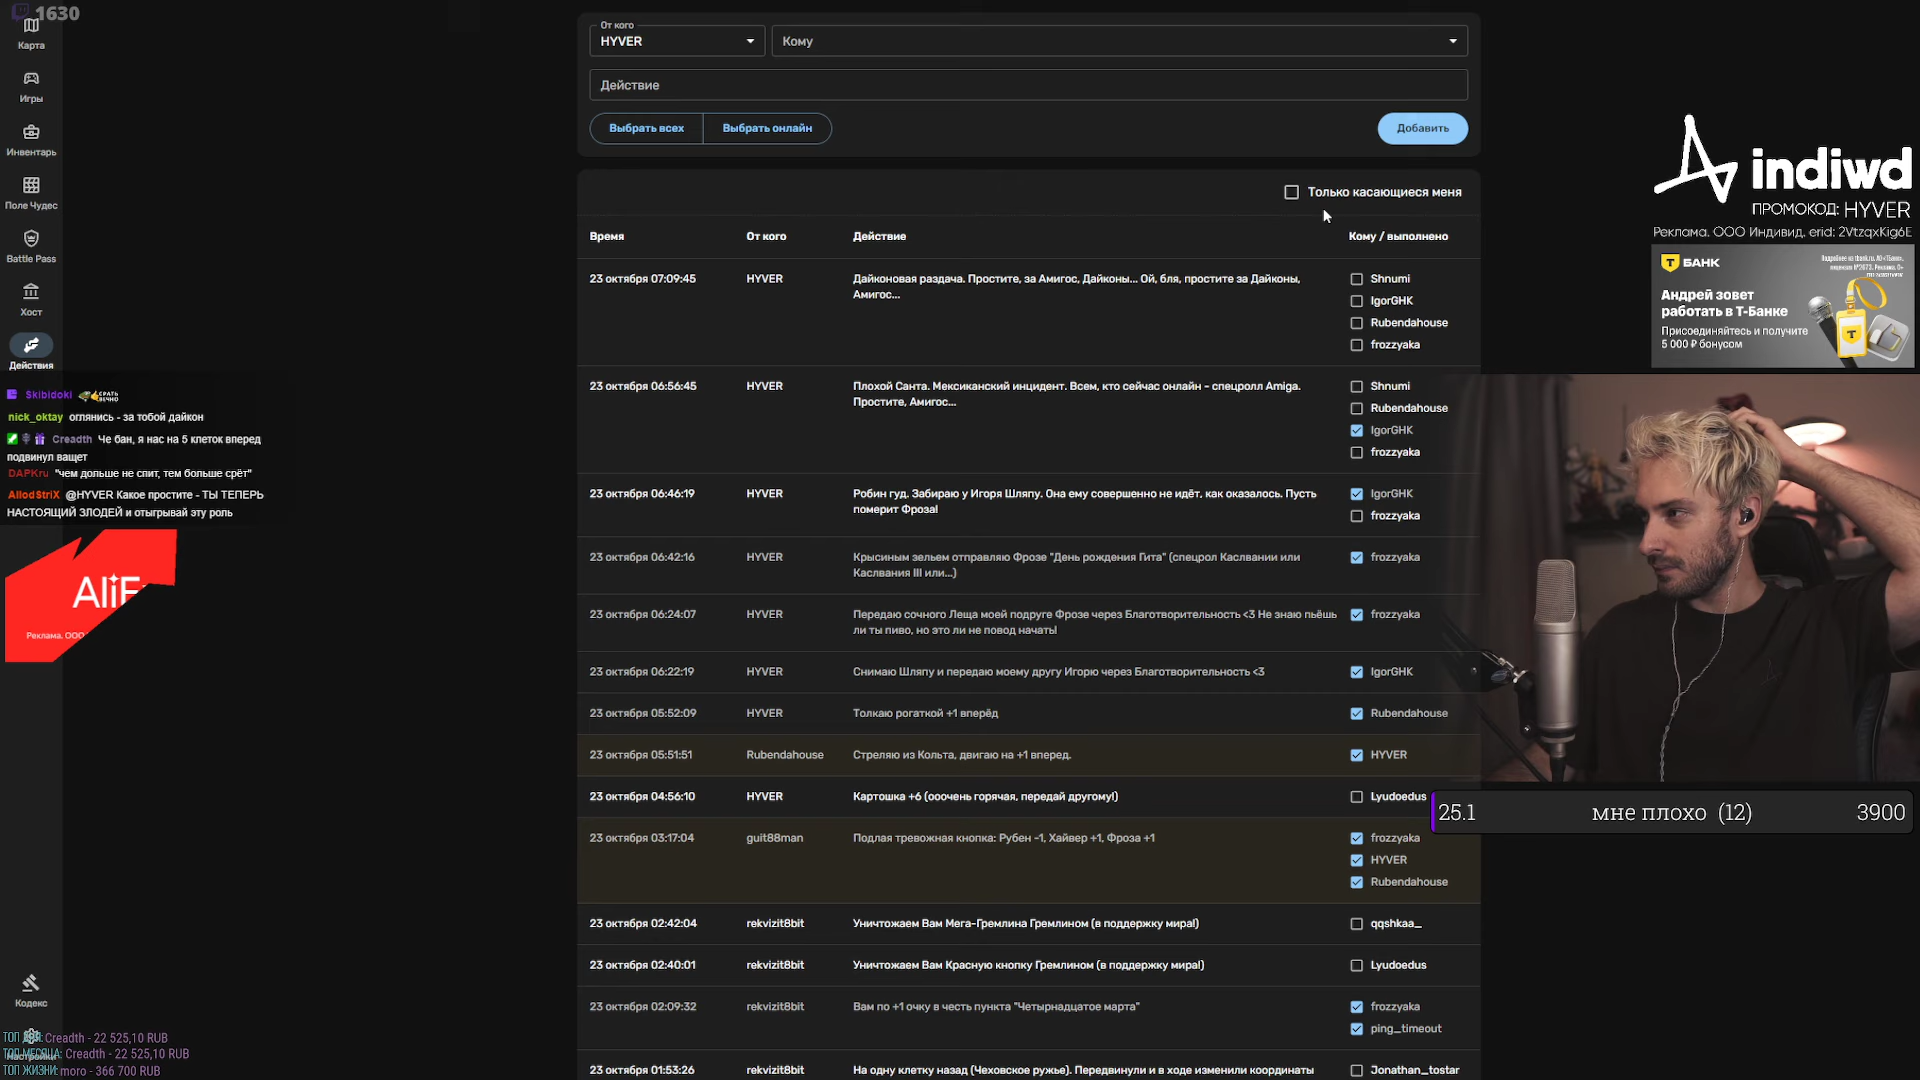 1630
Карта
Игры
Инвентарь
Поле Чудес
Battle Pass
Хост
Действия
Skibidoki СРАТЬ ВЕЧНО
nick_oktay оглянись - за тобой дайкон
Creadth Че бан, я нас на 5 клеток вперед
подвинул ващет
DAPKru "чем дольше не спит, тем больше срёт"
AllodStriX @HYVER Какое простите - ТЫ ТЕПЕРЬ
НАСТОЯЩИЙ ЗЛОДЕЙ и отыгрывай эту роль
AliE
Реклама. ООО
Кодекс
Настройки
ТОП ДНЯ: Creadth - 22 525,10 RUB
ТОП МЕСЯЦА: Creadth - 22 525,10 RUB
ТОП ЖИЗНИ: moro - 366 700 RUB
От кого
HYVER
Кому
Действие
Выбрать всех
Выбрать онлайн
Добавить
Только касающиеся меня
Время От кого Действие Кому / выполнено
23 октября 07:09:45 HYVER Дайконовая раздача. Простите, за Амигос, Дайконы... Ой, бля, простите за Дайконы, Shnumi
Амигос... IgorGHK
Rubendahouse
frozzyaka
23 октября 06:56:45 HYVER Плохой Санта. Мексиканский инцидент. Всем, кто сейчас онлайн - спецролл Amiga. Shnumi
Простите, Амигос... Rubendahouse
IgorGHK
frozzyaka
23 октября 06:46:19 HYVER Робин гуд. Забираю у Игоря Шляпу. Она ему совершенно не идёт, как оказалось. Пусть IgorGHK
померит Фроза! frozzyaka
23 октября 06:42:16 HYVER Крысиным зельем отправляю Фрозе "День рождения Гита" (спецрол Каслвании или frozzyaka
Каслвания III или...)
23 октября 06:24:07 HYVER Передаю сочного Леща моей подруге Фрозе через Благотворительность <3 Не знаю пьёшь frozzyaka
ли ты пиво, но это ли не повод начать!
23 октября 06:22:19 HYVER Снимаю Шляпу и передаю моему другу Игорю через Благотворительность <3 IgorGHK
23 октября 05:52:09 HYVER Толкаю рогаткой +1 вперёд Rubendahouse
23 октября 05:51:51 Rubendahouse Стреляю из Кольта, двигаю на +1 вперед. HYVER
23 октября 04:56:10 HYVER Картошка +6 (ооочень горячая, передай другому!) Lyudoedus
23 октября 03:17:04 guit88man Подлая тревожная кнопка: Рубен -1, Хайвер +1, Фроза +1 frozzyaka
HYVER
Rubendahouse
23 октября 02:42:04 rekvizit8bit Уничтожаем Вам Мега-Гремлина Гремлином (в поддержку мира!) qqshkaa_
23 октября 02:40:01 rekvizit8bit Уничтожаем Вам Красную кнопку Гремлином (в поддержку мира!) Lyudoedus
23 октября 02:09:32 rekvizit8bit Вам по +1 очку в честь пункта "Четырнадцатое марта" frozzyaka
ping_timeout
23 октября 01:53:26 rekvizit8bit На одну клетку назад (Чеховское ружье). Передвинули и в ходе изменили координаты Jonathan_tostar
indiwd
ПРОМОКОД: HYVER
Реклама. ООО Индивид. erid: 2VtzqxKig6E
Т БАНК
Андрей зовет
работать в Т-Банке
Присоединяйтесь и получите
5 000 ₽ бонусом
25.1 мне плохо (12) 3900